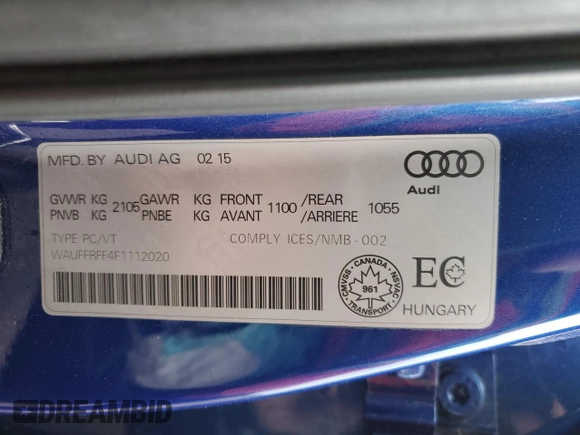 MFD. BY AUDI AG 02 15
Audi
GVWR KG 2105 GAWR KG FRONT 1100 /REAR 1055
PNVB KG PNBE KG AVANT /ARRIERE
TYPE: PC/VT COMPLY: ICES/NMB - 002
WAUFFRFF4F1112020
CMVSS · CANADA · NSVAC · TRANSPORT ·
961
EC
HUNGARY
DREAMBID